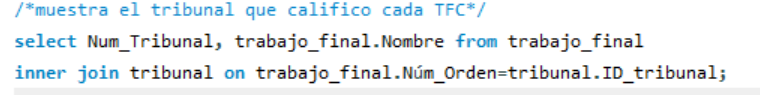 /*muestra el tribunal que califico cada TFC*/
select Num_Tribunal, trabajo_final.Nombre from trabajo_final
inner join tribunal on trabajo_final.Núm_Orden=tribunal.ID_tribunal;